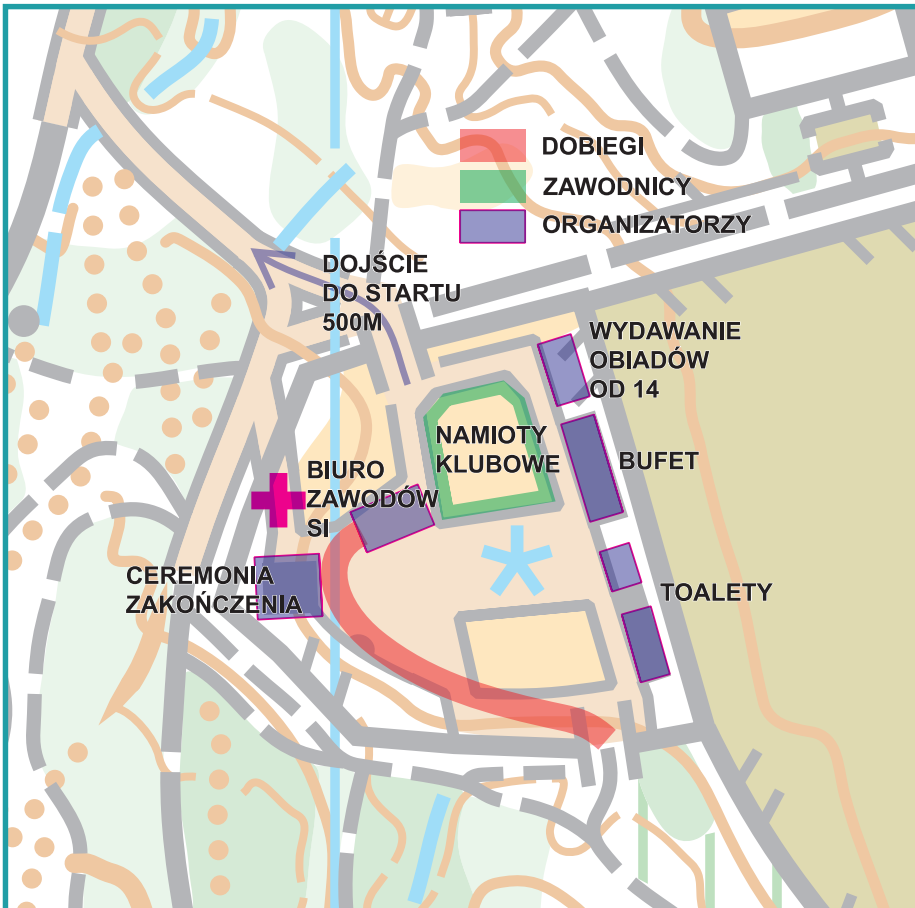 DOBIEGI
ZAWODNICY
ORGANIZATORZY
DOJŚCIE
DO STARTU
500M
WYDAWANIE
OBIADÓW
OD 14
NAMIOTY
KLUBOWE
BUFET
BIURO
ZAWODÓW
SI
CEREMONIA
ZAKOŃCZENIA
TOALETY